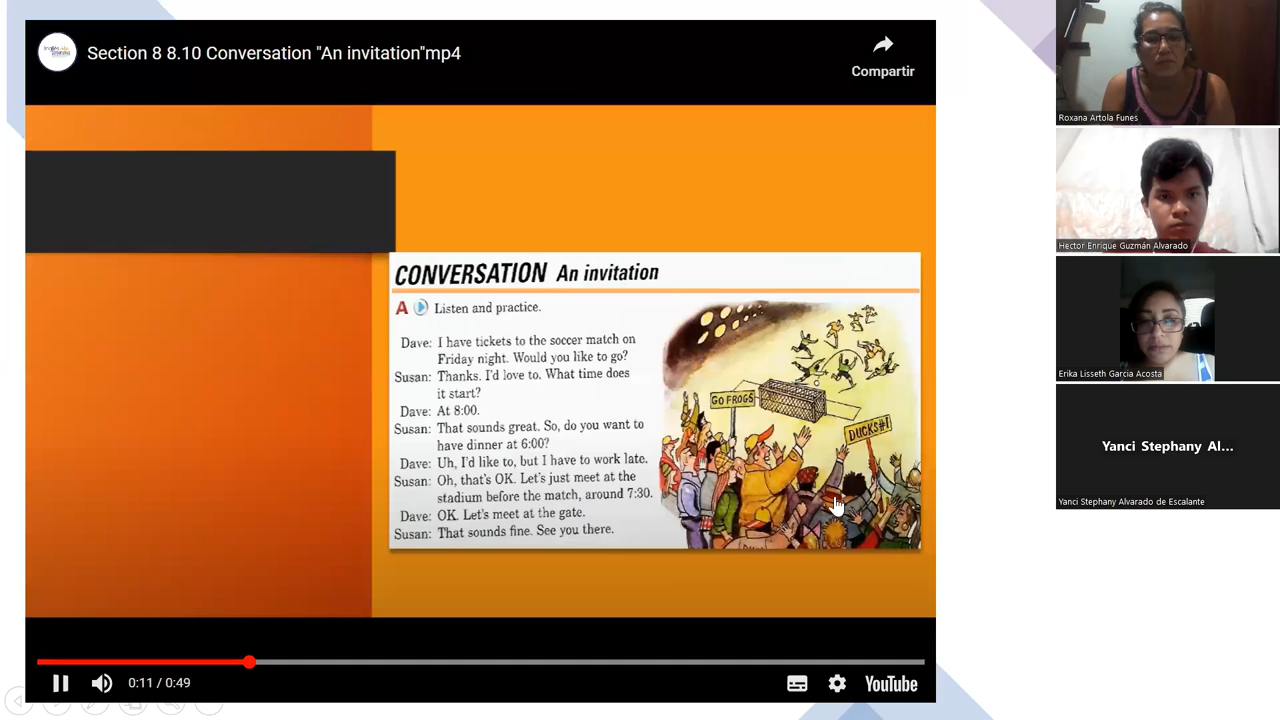 Section 8 8.10 Conversation "An invitation"mp4
Compartir
CONVERSATION An invitation
A Listen and practice.
Dave: I have tickets to the soccer match on
Friday night. Would you like to go?
Susan: Thanks. I'd love to. What time does
it start?
Dave: At 8:00.
Susan: That sounds great. So, do you want to
have dinner at 6:00?
Dave: Uh, I'd like to, but I have to work late.
Susan: Oh, that's OK. Let's just meet at the
stadium before the match, around 7:30.
Dave: OK. Let's meet at the gate.
Susan: That sounds fine. See you there.
GO FROGS
DUCKS#1
0:11 / 0:49
YouTube
Roxana Artola Funes
Hector Enrique Guzmán Alvarado
Erika Lisseth Garcia Acosta
Yanci Stephany Al...
Yanci Stephany Alvarado de Escalante